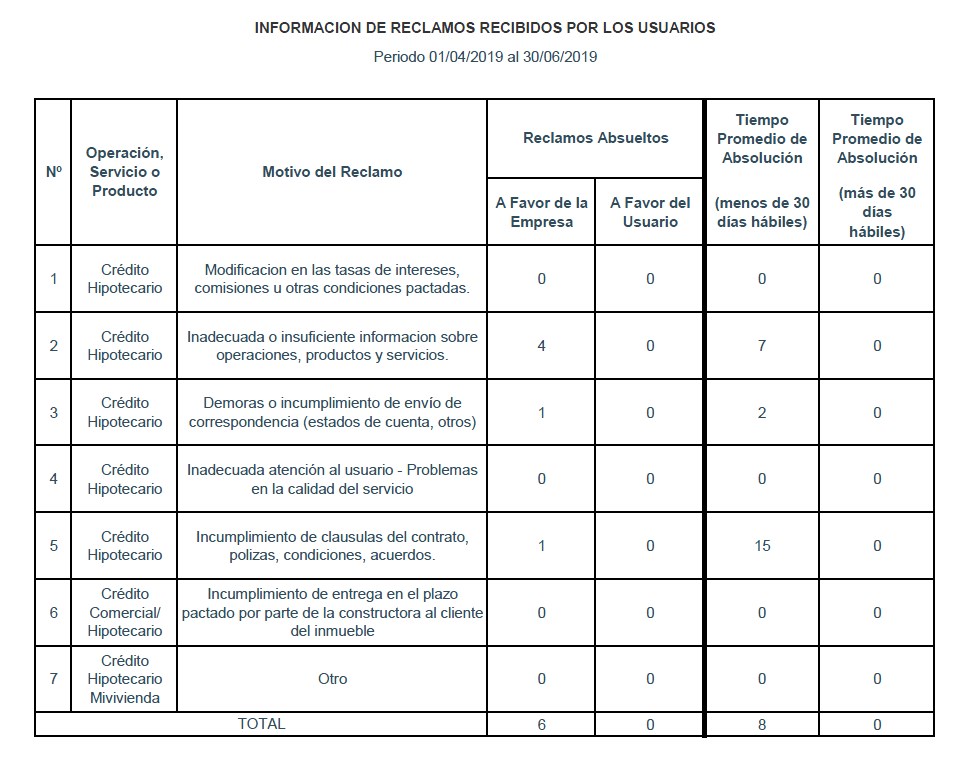 INFORMACION DE RECLAMOS RECIBIDOS POR LOS USUARIOS
Periodo 01/04/2019 al 30/06/2019
Nº
Operación,
Servicio o
Producto
Motivo del Reclamo
Reclamos Absueltos
A Favor de la
Empresa
A Favor del
Usuario
Tiempo
Promedio de
Absolución
(menos de 30
días hábiles)
Tiempo
Promedio de
Absolución
(más de 30
días
hábiles)
1
Crédito
Hipotecario
Modificacion en las tasas de intereses,
comisiones u otras condiciones pactadas.
0
0
0
0
2
Crédito
Hipotecario
Inadecuada o insuficiente informacion sobre
operaciones, productos y servicios.
4
0
7
0
3
Crédito
Hipotecario
Demoras o incumplimiento de envío de
correspondencia (estados de cuenta, otros)
1
0
2
0
4
Crédito
Hipotecario
Inadecuada atención al usuario - Problemas
en la calidad del servicio
0
0
0
0
5
Crédito
Hipotecario
Incumplimiento de clausulas del contrato,
polizas, condiciones, acuerdos.
1
0
15
0
6
Crédito
Comercial/
Hipotecario
Incumplimiento de entrega en el plazo
pactado por parte de la constructora al cliente
del inmueble
0
0
0
0
7
Crédito
Hipotecario
Mivivienda
Otro
0
0
0
0
TOTAL
6
0
8
0